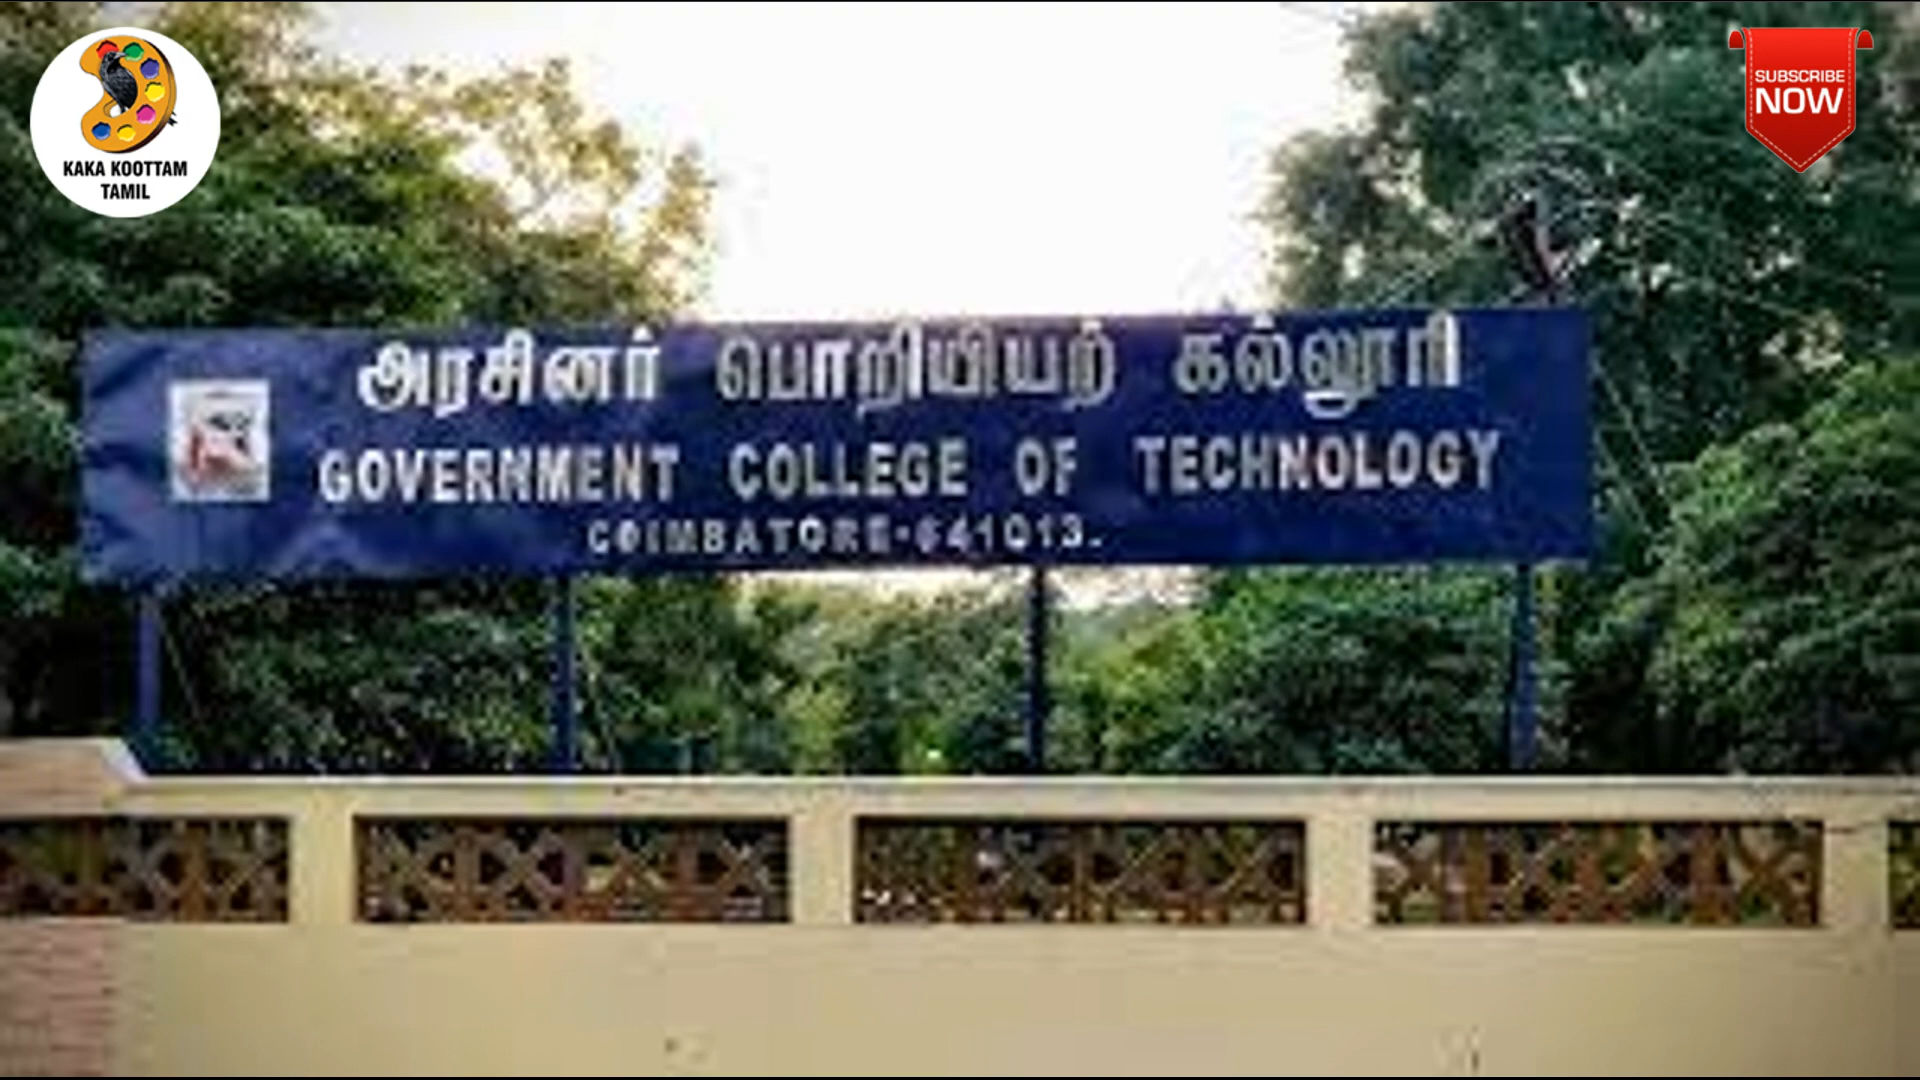 KAKA KOOTTAM
TAMIL
SUBSCRIBE
NOW
அரசினர் பொறியியற் கல்லூரி
GOVERNMENT COLLEGE OF TECHNOLOGY
COIMBATORE-641013.